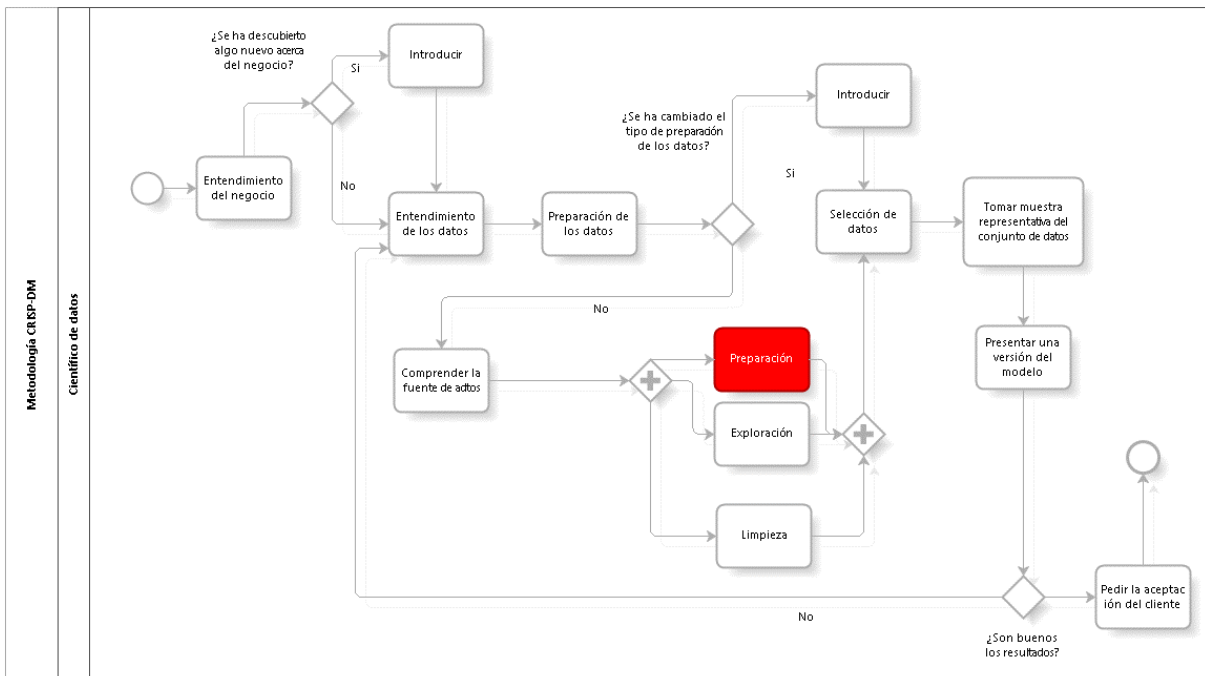 Metodología CRISP-DM
Científico de datos
¿Se ha descubierto
algo nuevo acerca
del negocio?
Si
Introducir
No
Entendimiento
del negocio
Entendimiento
de los datos
Preparación de
los datos
¿Se ha cambiado el
tipo de preparación
de los datos?
Introducir
Si
Selección de
datos
Tomar muestra
representativa del
conjunto de datos
No
Comprender la
fuente de adtos
Preparación
Exploración
Limpieza
Presentar una
versión del
modelo
Pedir la aceptac
ión del cliente
No
¿Son buenos
los resultados?